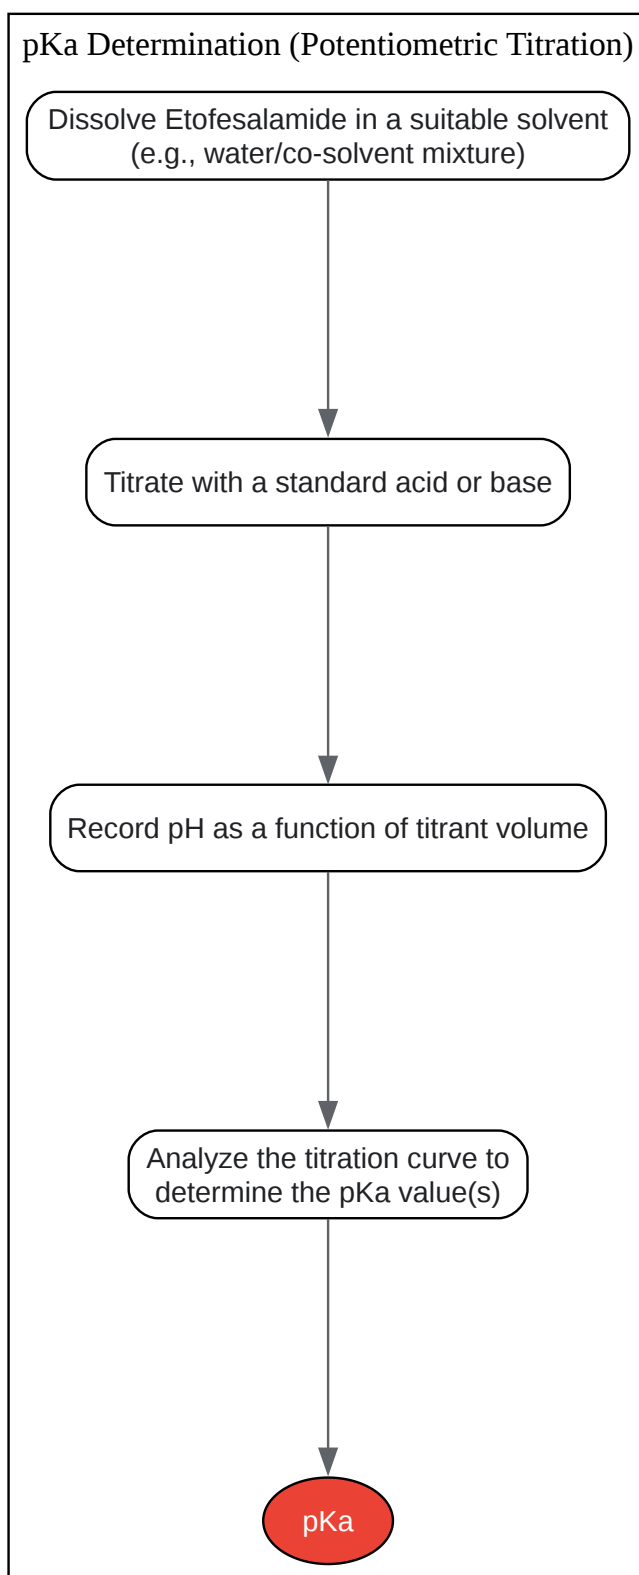 pKa Determination (Potentiometric Titration)
Dissolve Etofesalamide in a suitable solvent
(e.g., water/co-solvent mixture)
Titrate with a standard acid or base
Record pH as a function of titrant volume
Analyze the titration curve to
determine the pKa value(s)
pKa